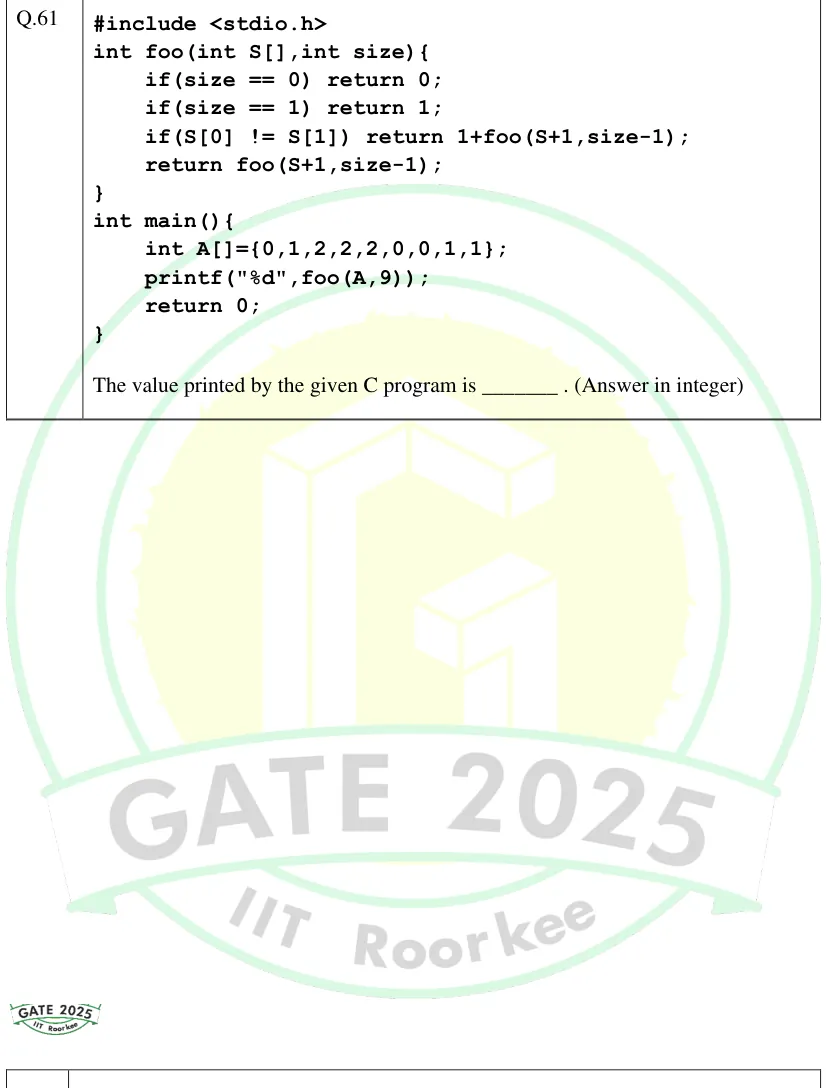 Q.61
#include <stdio.h>
int foo(int S[],int size){
    if(size == 0) return 0;
    if(size == 1) return 1;
    if(S[0] != S[1]) return 1+foo(S+1,size-1);
    return foo(S+1,size-1);
}
int main(){
    int A[]={0,1,2,2,2,0,0,1,1};
    printf("%d",foo(A,9));
    return 0;
}
The value printed by the given C program is _______ . (Answer in integer)
GATE 2025
IIT Roorkee
GATE 2025
IIT Roorkee